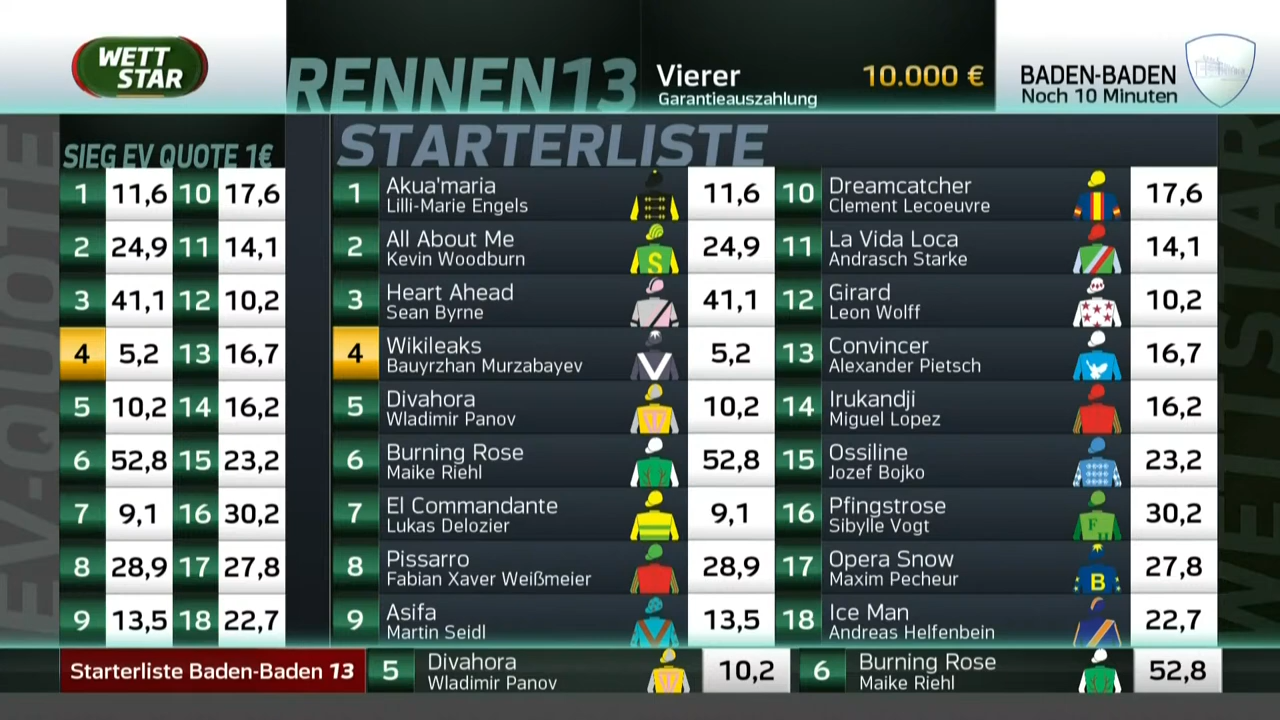 WETT
STAR
RENNEN 13
Vierer
10.000 €
Garantieauszahlung
BADEN-BADEN
Noch 10 Minuten
SIEG EV QUOTE 1€
1 11,6 10 17,6
2 24,9 11 14,1
3 41,1 12 10,2
4 5,2 13 16,7
5 10,2 14 16,2
6 52,8 15 23,2
7 9,1 16 30,2
8 28,9 17 27,8
9 13,5 18 22,7
STARTERLISTE
1 Akua'maria 11,6
Lilli-Marie Engels
2 All About Me 24,9
Kevin Woodburn
S
3 Heart Ahead 41,1
Sean Byrne
4 Wikileaks 5,2
Bauyrzhan Murzabayev
5 Divahora 10,2
Wladimir Panov
6 Burning Rose 52,8
Maike Riehl
7 El Commandante 9,1
Lukas Delozier
8 Pissarro 28,9
Fabian Xaver Weißmeier
9 Asifa 13,5
Martin Seidl
10 Dreamcatcher 17,6
Clement Lecoeuvre
11 La Vida Loca 14,1
Andrasch Starke
12 Girard 10,2
Leon Wolff
13 Convincer 16,7
Alexander Pietsch
14 Irukandji 16,2
Miguel Lopez
15 Ossiline 23,2
Jozef Bojko
16 Pfingstrose 30,2
Sibylle Vogt
F H
17 Opera Snow 27,8
Maxim Pecheur
B
18 Ice Man 22,7
Andreas Helfenbein
Starterliste Baden-Baden 13
5 Divahora 10,2
Wladimir Panov
6 Burning Rose 52,8
Maike Riehl
EV-QUOTE
WETTSTAR